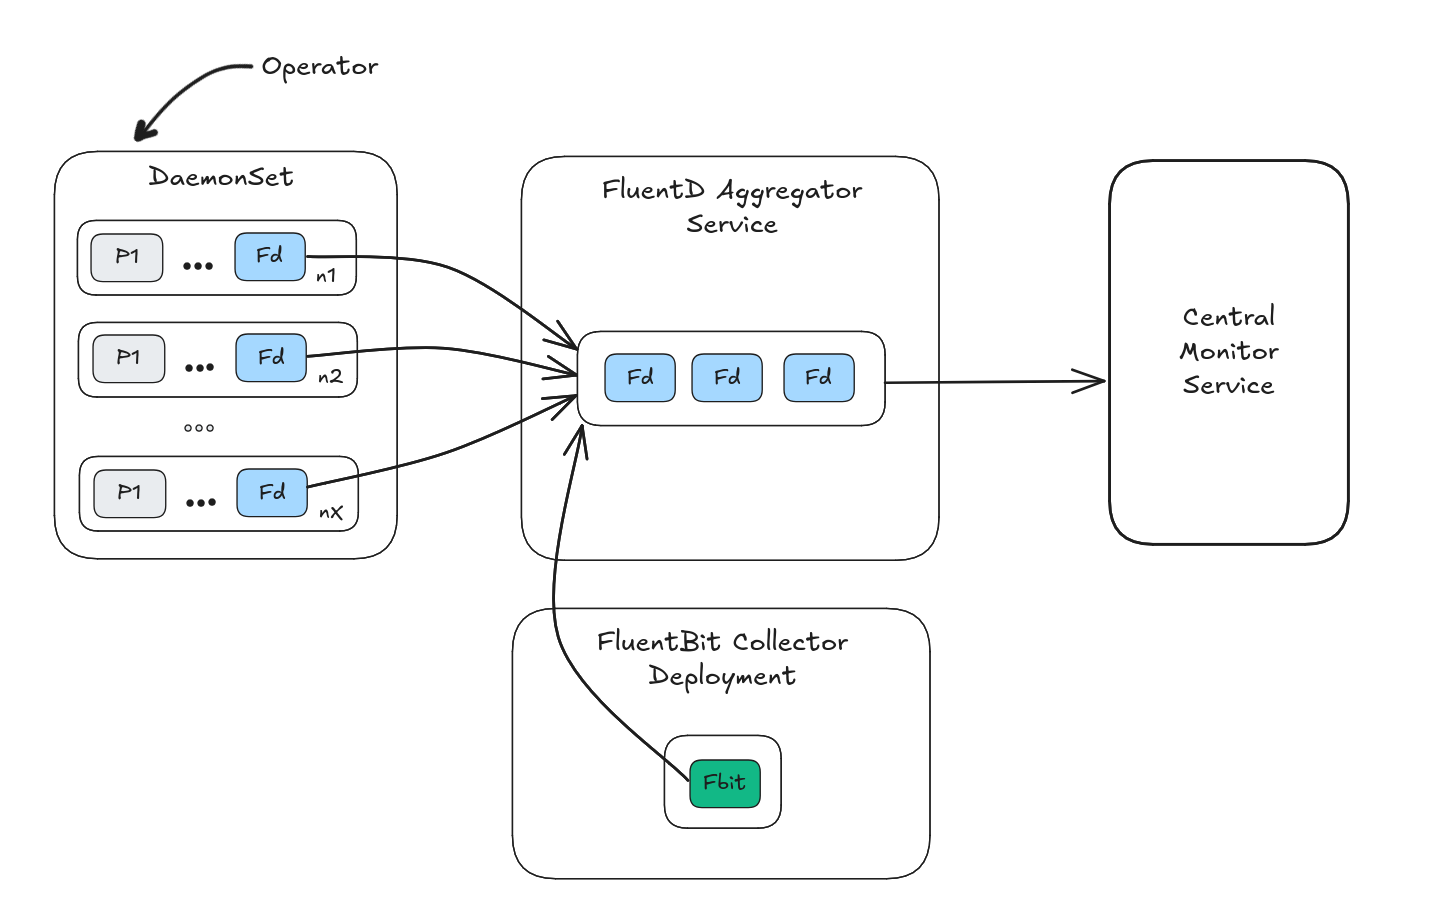 Operator
DaemonSet
P1 ... Fd
n1
P1 ... Fd
n2
P1 ... Fd
nX
FluentD Aggregator
Service
Fd Fd Fd
Central
Monitor
Service
FluentBit Collector
Deployment
Fbit